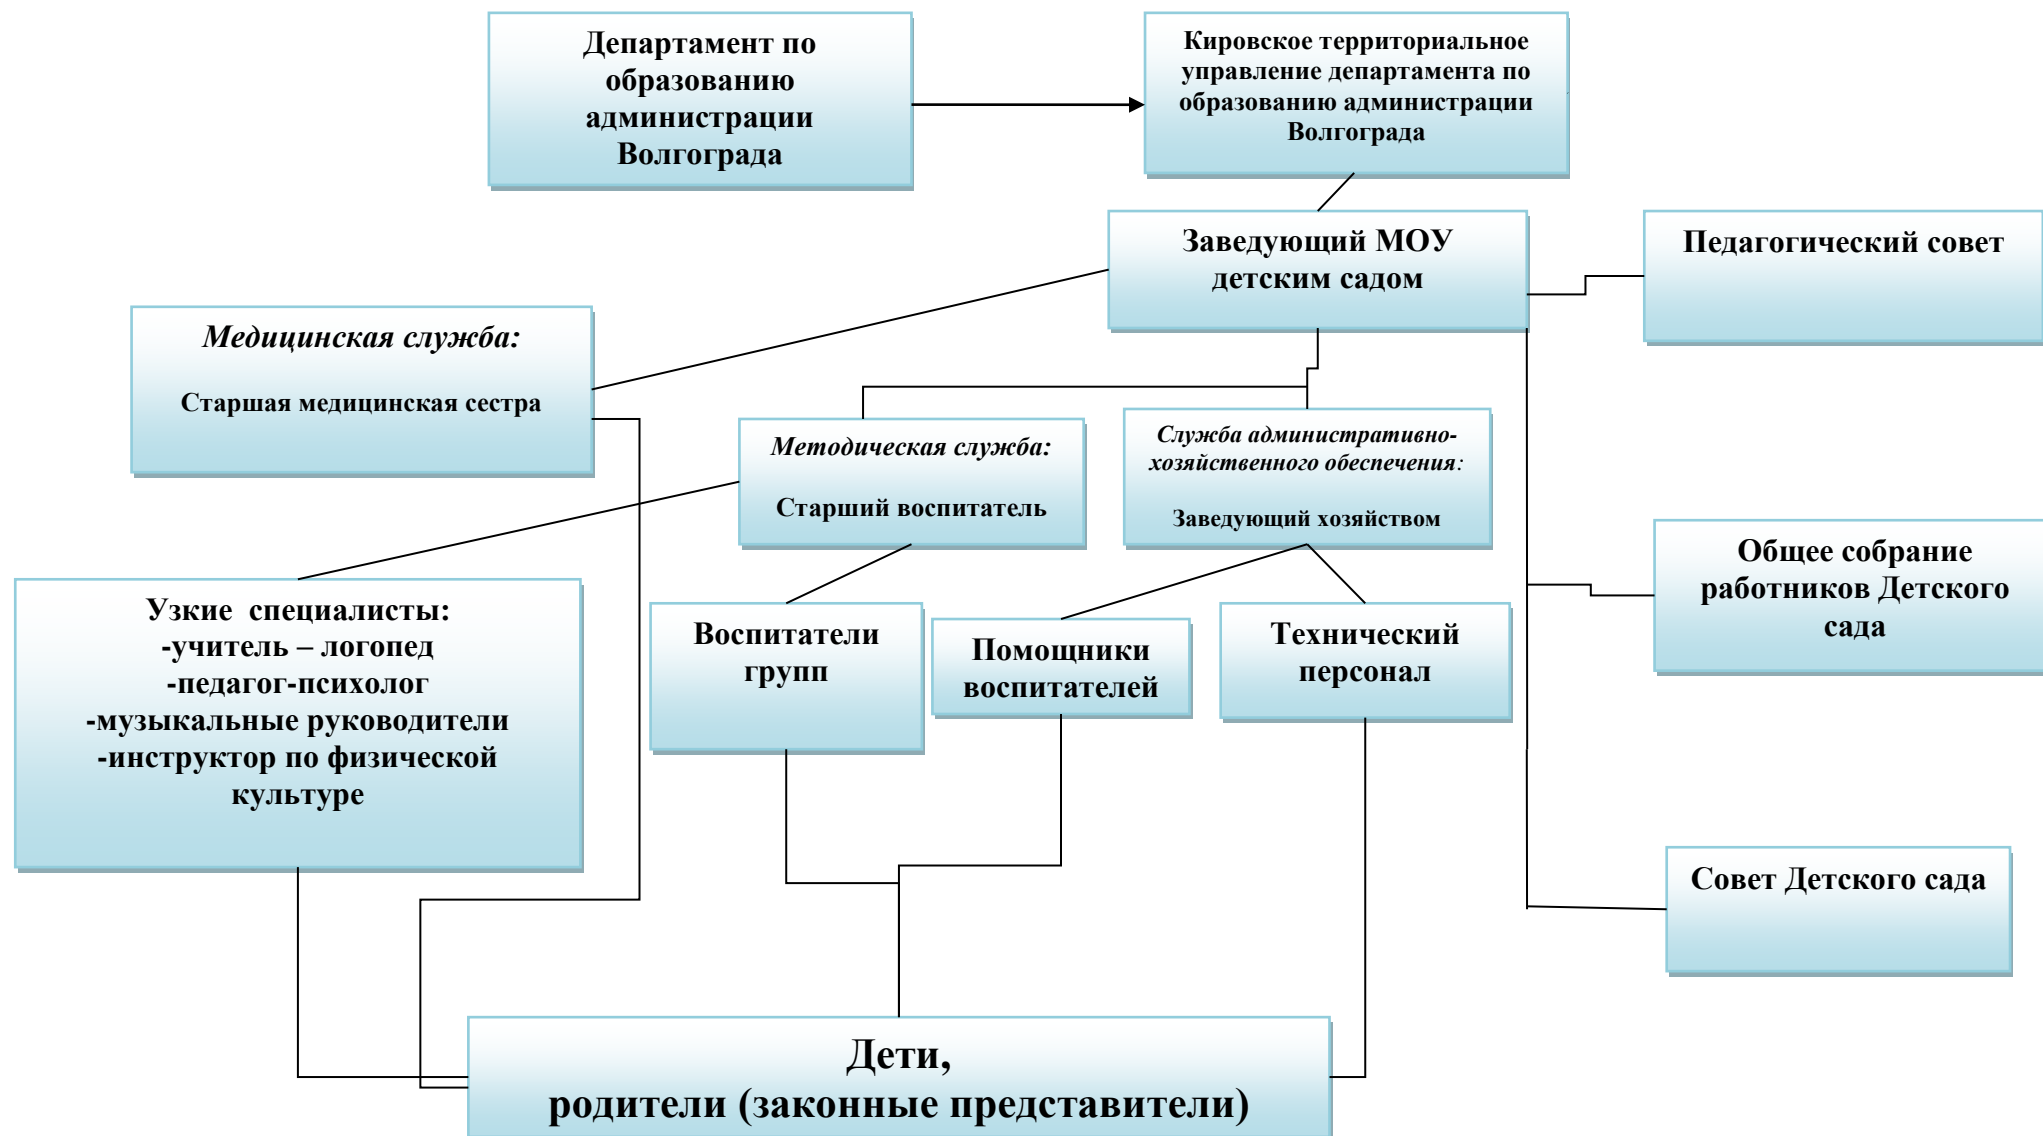 Департамент по
образованию
администрации
Волгограда
Кировское территориальное
управление департамента по
образованию администрации
Волгограда
Заведующий МОУ
детским садом
Педагогический совет
Медицинская служба:
Старшая медицинская сестра
Методическая служба:
Старший воспитатель
Служба административно-
хозяйственного обеспечения:
Заведующий хозяйством
Общее собрание
работников Детского
сада
Узкие  специалисты:
-учитель – логопед
-педагог-психолог
-музыкальные руководители
-инструктор по физической
культуре
Воспитатели
групп
Помощники
воспитателей
Технический
персонал
Совет Детского сада
Дети,
родители (законные представители)